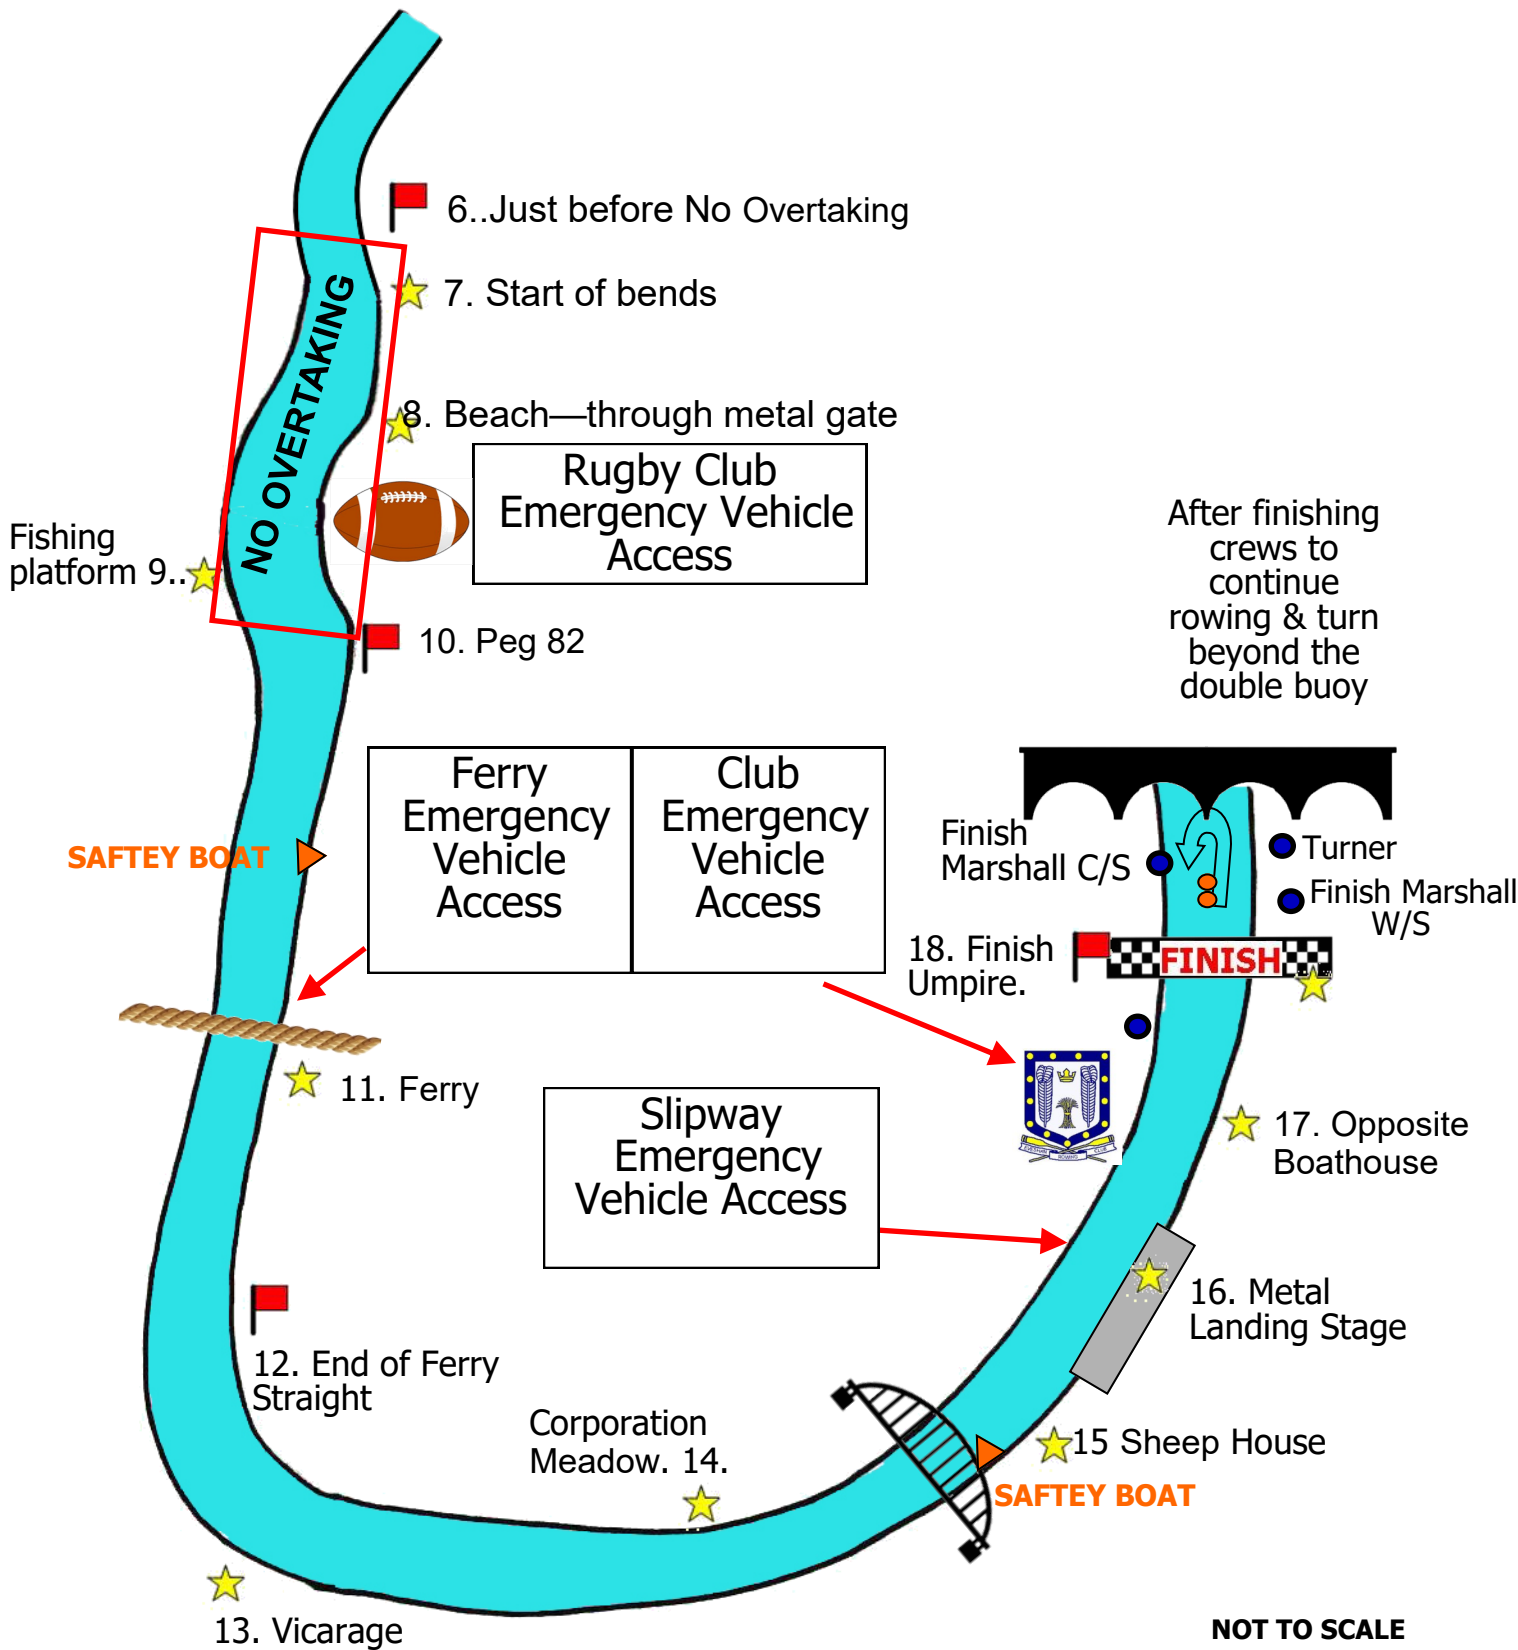 6..Just before No Overtaking
7. Start of bends
NO OVERTAKING
8. Beach—through metal gate
Rugby Club
Emergency Vehicle
Access
Fishing
platform 9..
10. Peg 82
After finishing
crews to
continue
rowing & turn
beyond the
double buoy
Ferry
Emergency
Vehicle
Access
Club
Emergency
Vehicle
Access
SAFTEY BOAT
Finish
Marshall C/S
Turner
Finish Marshall
W/S
18. Finish
Umpire.
FINISH
11. Ferry
Slipway
Emergency
Vehicle Access
EVESHAM ROWING CLUB
17. Opposite
Boathouse
16. Metal
Landing Stage
12. End of Ferry
Straight
Corporation
Meadow. 14.
15 Sheep House
SAFTEY BOAT
13. Vicarage
NOT TO SCALE